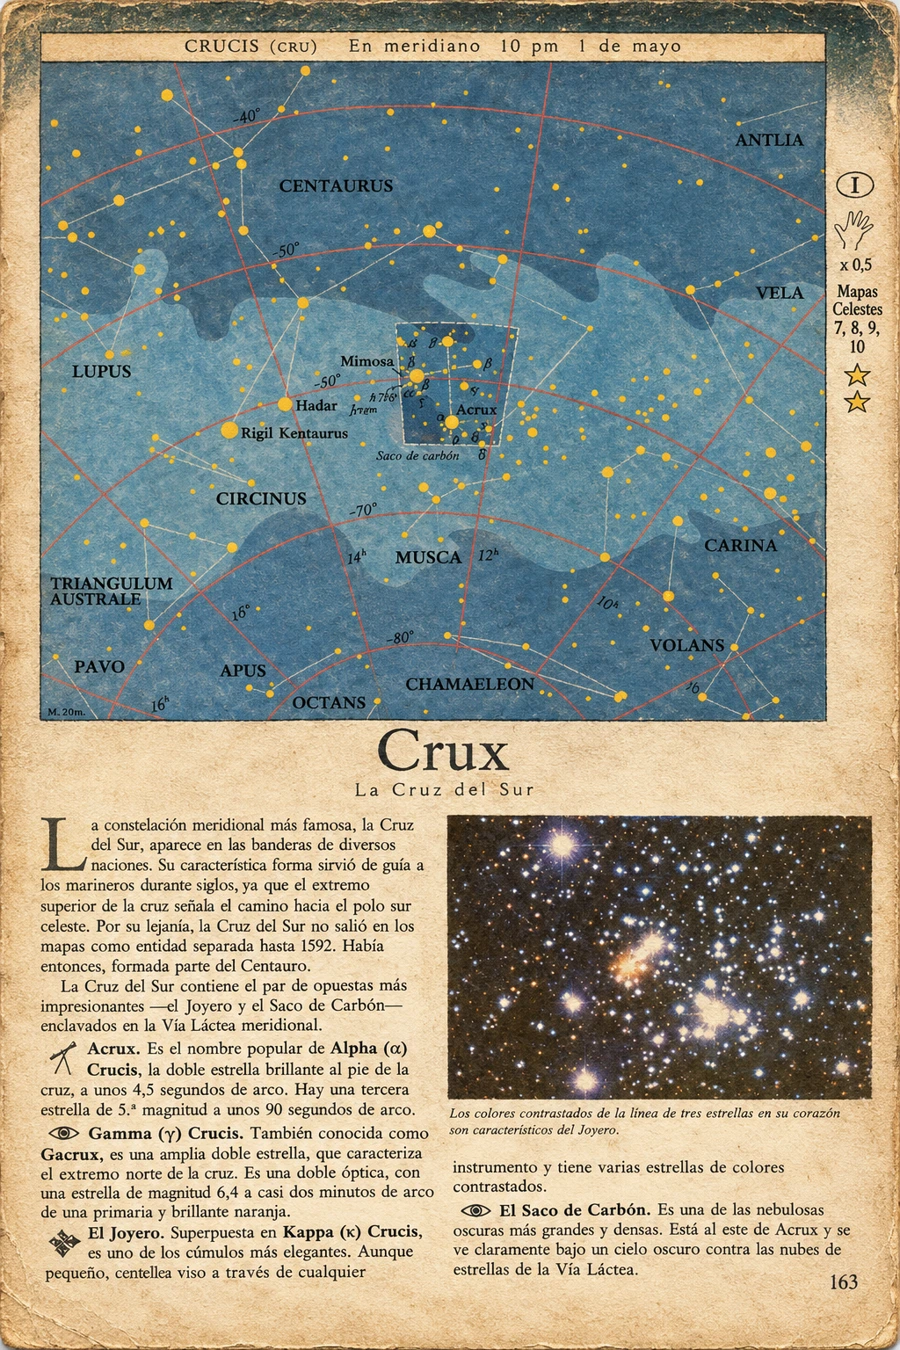 CRUCIS (CRU) En meridiano 10 pm 1 de mayo
-40°
ANTLIA
CENTAURUS
I
-50°
x 0,5
VELA
Mapas
Celestes
7, 8, 9,
10
LUPUS
Mimosa
-50°
Hadar
Acrux
Rigil Kentaurus
Saco de carbón
CIRCINUS
-70°
14h
MUSCA
12h
CARINA
TRIANGULUM
AUSTRALE
-80°
VOLANS
PAVO
APUS
CHAMAELEON
OCTANS
16h
M. 20m.
Crux
La Cruz del Sur
La constelación meridional más famosa, la Cruz
del Sur, aparece en las banderas de diversos
naciones. Su característica forma sirvió de guía a
los marineros durante siglos, ya que el extremo
superior de la cruz señala el camino hacia el polo sur
celeste. Por su lejanía, la Cruz del Sur no salió en los
mapas como entidad separada hasta 1592. Había
entonces, formada parte del Centauro.
La Cruz del Sur contiene el par de opuestas más
impresionantes —el Joyero y el Saco de Carbón—
enclavados en la Vía Láctea meridional.
Acrux. Es el nombre popular de Alpha (α)
Crucis, la doble estrella brillante al pie de la
cruz, a unos 4,5 segundos de arco. Hay una tercera
estrella de 5.ª magnitud a unos 90 segundos de arco.
Gamma (γ) Crucis. También conocida como
Gacrux, es una amplia doble estrella, que caracteriza
el extremo norte de la cruz. Es una doble óptica, con
una estrella de magnitud 6,4 a casi dos minutos de arco
de una primaria y brillante naranja.
El Joyero. Superpuesta en Kappa (κ) Crucis,
es uno de los cúmulos más elegantes. Aunque
pequeño, centellea viso a través de cualquier
Los colores contrastados de la línea de tres estrellas en su corazón
son característicos del Joyero.
instrumento y tiene varias estrellas de colores
contrastados.
El Saco de Carbón. Es una de las nebulosas
oscuras más grandes y densas. Está al este de Acrux y se
ve claramente bajo un cielo oscuro contra las nubes de
estrellas de la Vía Láctea.
163